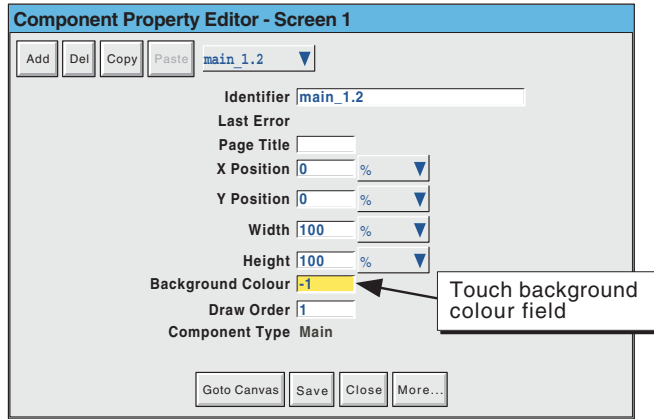 Component Property Editor - Screen 1
Add Del Copy Paste main_1.2
Identifier main_1.2
Last Error
Page Title
X Position 0 %
Y Position 0 %
Width 100 %
Height 100 %
Background Colour -1
Touch background
colour field
Draw Order 1
Component Type Main
Goto Canvas Save Close More...